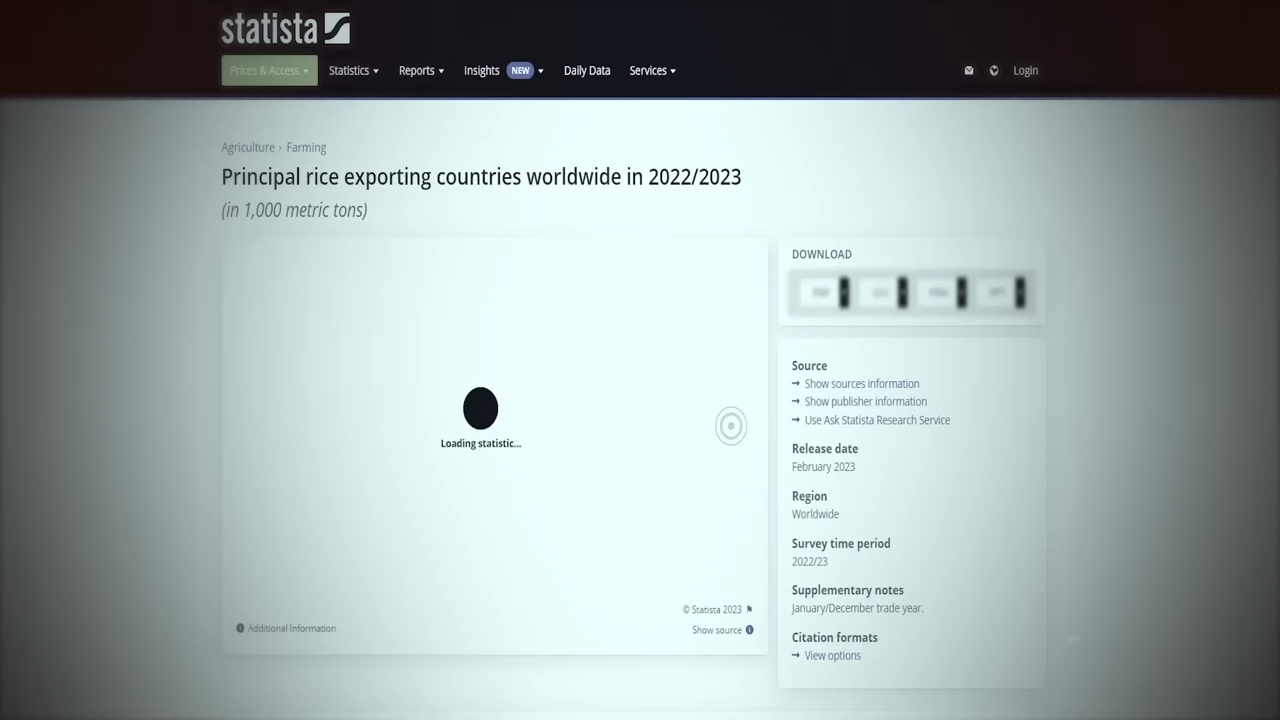 statista
Prices & Access
Statistics
Reports
Insights NEW
Daily Data
Services
Login
Agriculture › Farming
Principal rice exporting countries worldwide in 2022/2023
(in 1,000 metric tons)
Loading statistic...
© Statista 2023
Additional Information
Show source
DOWNLOAD
Source
→ Show sources information
→ Show publisher information
→ Use Ask Statista Research Service
Release date
February 2023
Region
Worldwide
Survey time period
2022/23
Supplementary notes
January/December trade year.
Citation formats
→ View options